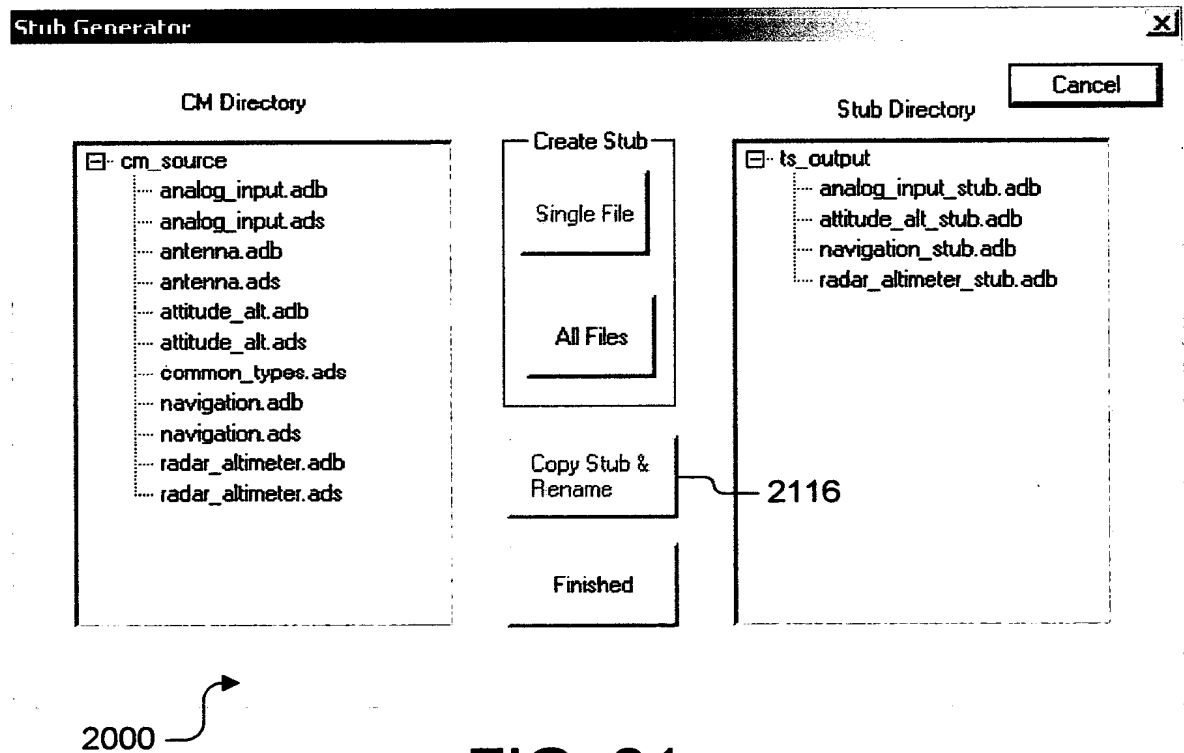 Stub Generator
Cancel
CM Directory
Stub Directory
cm_source
analog_input.adb
analog_input.ads
antenna.adb
antenna.ads
attitude_alt.adb
attitude_alt.ads
common_types.ads
navigation.adb
navigation.ads
radar_altimeter.adb
radar_altimeter.ads
Create Stub
Single File
All Files
Copy Stub &
Rename
2116
Finished
ts_output
analog_input_stub.adb
attitude_alt_stub.adb
navigation_stub.adb
radar_altimeter_stub.adb
2000